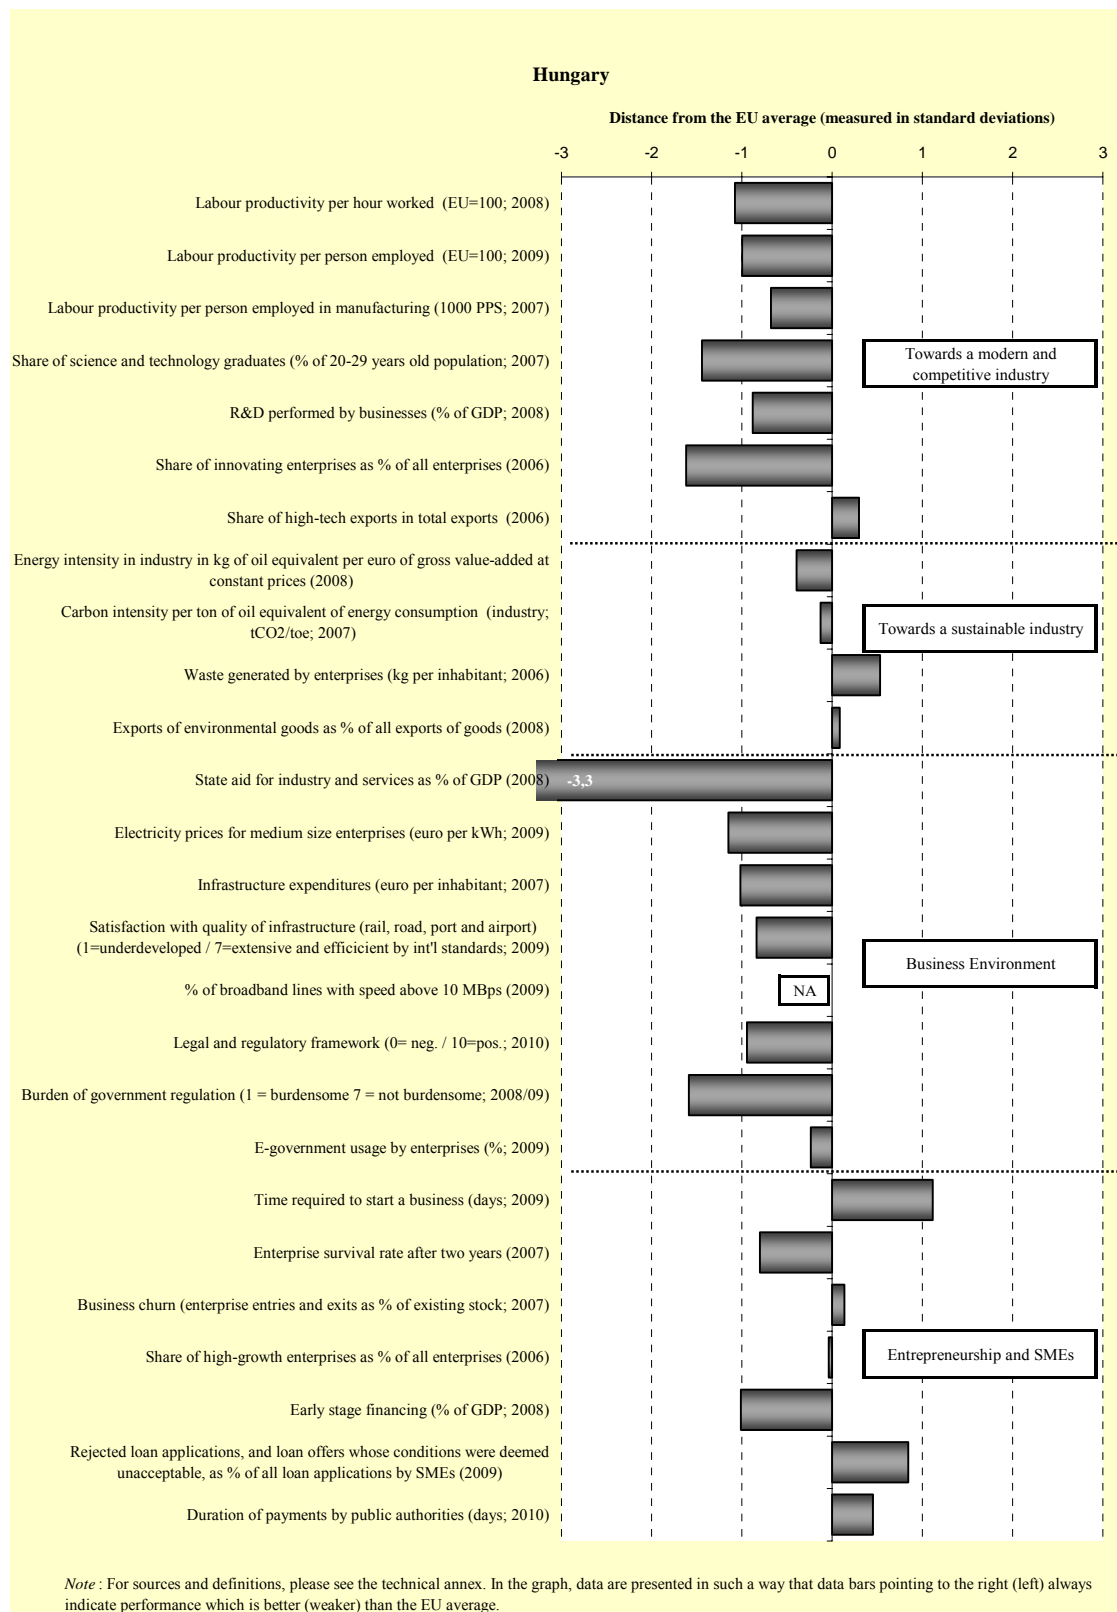 Hungary
Distance from the EU average (measured in standard deviations)
-3 -2 -1 0 1 2 3
Labour productivity per hour worked (EU=100; 2008)
Labour productivity per person employed (EU=100; 2009)
Labour productivity per person employed in manufacturing (1000 PPS; 2007)
Share of science and technology graduates (% of 20-29 years old population; 2007)
Towards a modern and
competitive industry
R&D performed by businesses (% of GDP; 2008)
Share of innovating enterprises as % of all enterprises (2006)
Share of high-tech exports in total exports (2006)
Energy intensity in industry in kg of oil equivalent per euro of gross value-added at
constant prices (2008)
Carbon intensity per ton of oil equivalent of energy consumption (industry;
tCO2/toe; 2007)
Towards a sustainable industry
Waste generated by enterprises (kg per inhabitant; 2006)
Exports of environmental goods as % of all exports of goods (2008)
State aid for industry and services as % of GDP (2008)
-3,3
Electricity prices for medium size enterprises (euro per kWh; 2009)
Infrastructure expenditures (euro per inhabitant; 2007)
Satisfaction with quality of infrastructure (rail, road, port and airport)
(1=underdeveloped / 7=extensive and efficicient by int'l standards; 2009)
Business Environment
% of broadband lines with speed above 10 MBps (2009)
NA
Legal and regulatory framework (0= neg. / 10=pos.; 2010)
Burden of government regulation (1 = burdensome 7 = not burdensome; 2008/09)
E-government usage by enterprises (%; 2009)
Time required to start a business (days; 2009)
Enterprise survival rate after two years (2007)
Business churn (enterprise entries and exits as % of existing stock; 2007)
Share of high-growth enterprises as % of all enterprises (2006)
Entrepreneurship and SMEs
Early stage financing (% of GDP; 2008)
Rejected loan applications, and loan offers whose conditions were deemed
unacceptable, as % of all loan applications by SMEs (2009)
Duration of payments by public authorities (days; 2010)
Note : For sources and definitions, please see the technical annex. In the graph, data are presented in such a way that data bars pointing to the right (left) always
indicate performance which is better (weaker) than the EU average.